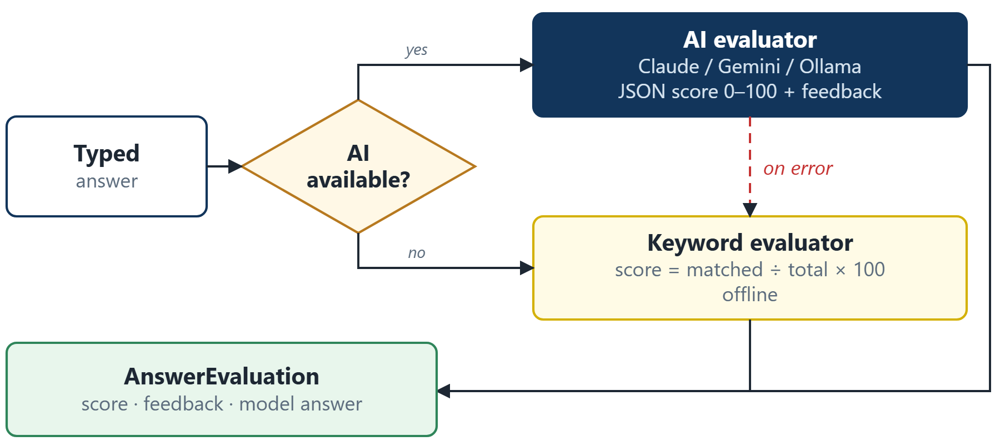 yes
AI evaluator
Claude / Gemini / Ollama
JSON score 0–100 + feedback
Typed
answer
AI
available?
on error
no
Keyword evaluator
score = matched ÷ total × 100
offline
AnswerEvaluation
score · feedback · model answer